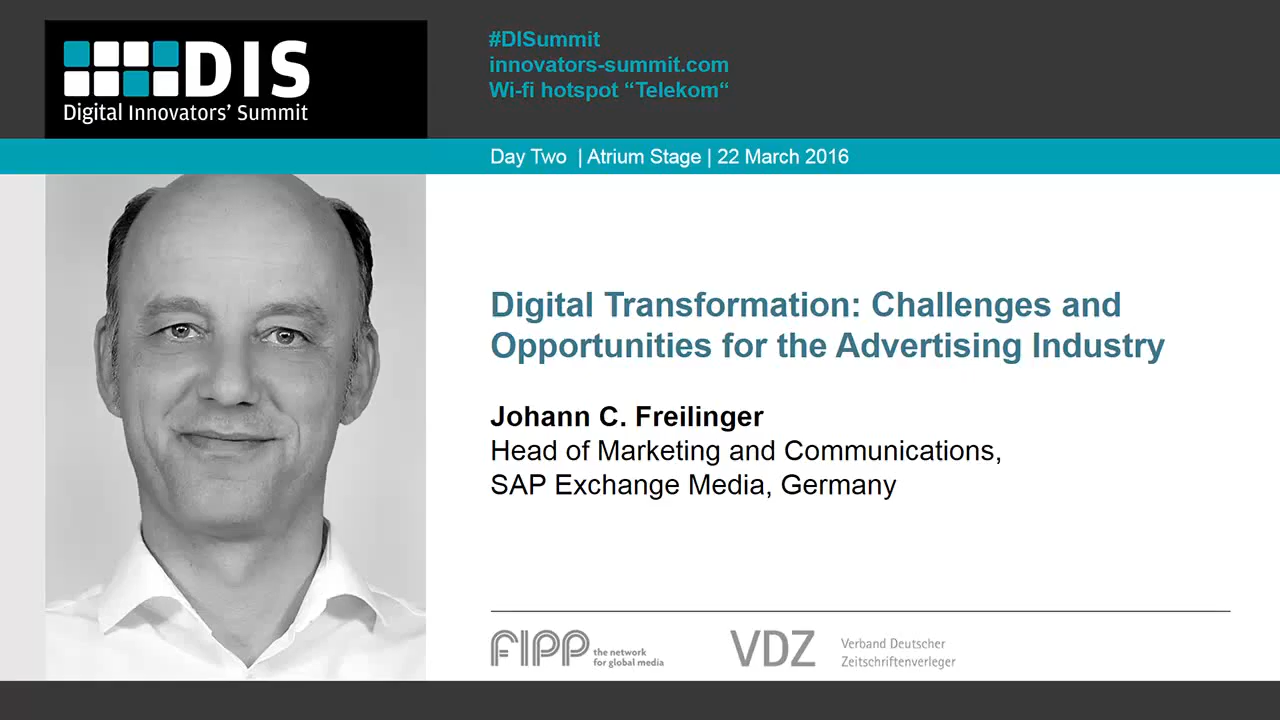 DIS
Digital Innovators’ Summit
#DISummit
innovators-summit.com
Wi-fi hotspot “Telekom“
Day Two | Atrium Stage | 22 March 2016
Digital Transformation: Challenges and
Opportunities for the Advertising Industry
Johann C. Freilinger
Head of Marketing and Communications,
SAP Exchange Media, Germany
FIPP the network
for global media
VDZ Verband Deutscher
Zeitschriftenverleger